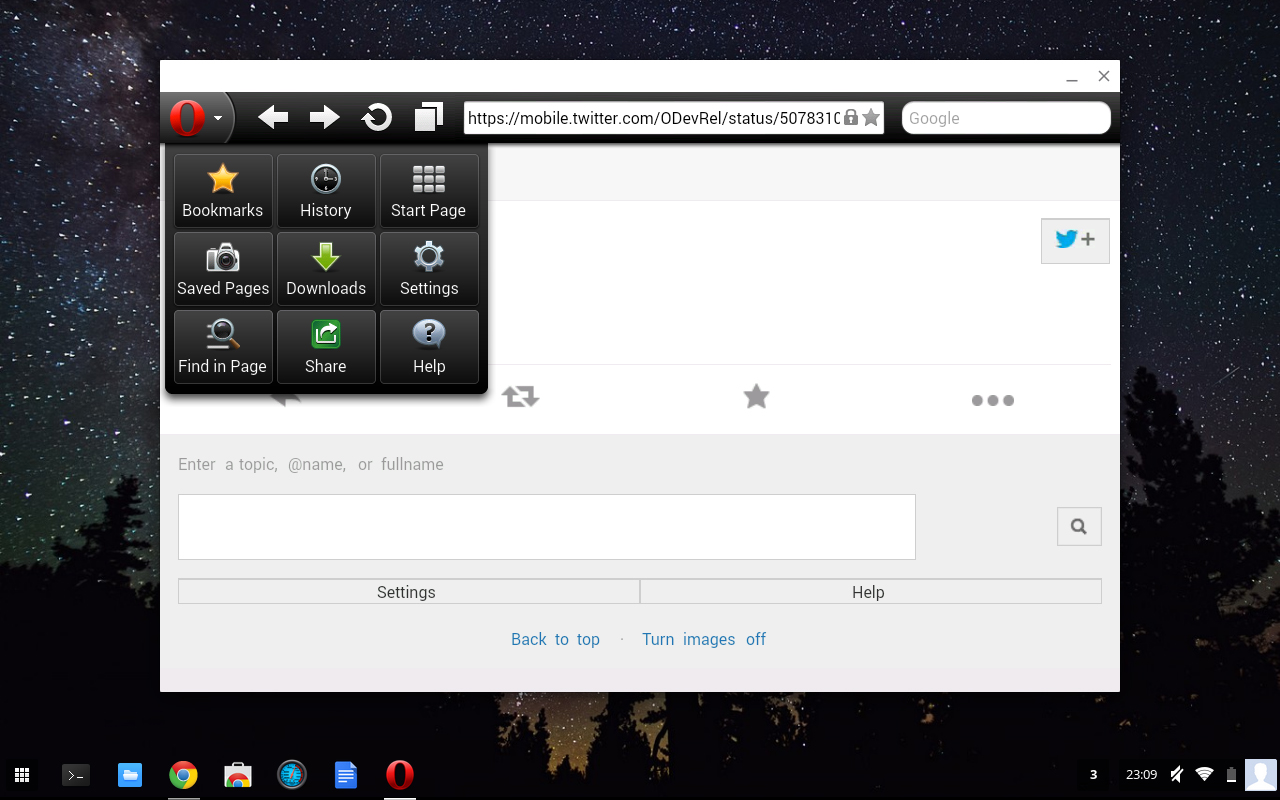 https://mobile.twitter.com/ODevRel/status/507831(
Google
Bookmarks
History
Start Page
Saved Pages
Downloads
Settings
Find in Page
Share
Help
Enter a topic, @name, or fullname
Settings
Help
Back to top · Turn images off
3
23:09